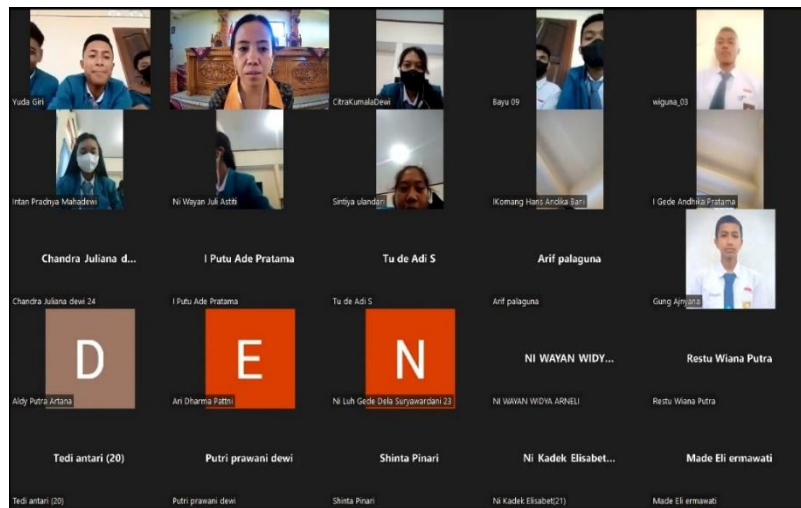 Yuda Giri
CitraKumalaDewi
Bayu 09
wiguna_03
Intan Pradnya Mahadewi
Ni Wayan Juli Astiti
Sintiya ulandari
IKomang Hans Andika Bani
I Gede Andhika Pratama
Chandra Juliana d...
I Putu Ade Pratama
Tu de Adi S
Arif palaguna
Chandra Juliana dewi 24
I Putu Ade Pratama
Tu de Adi S
Arif palaguna
Gung Ajnyana
D
E
N
NI WAYAN WIDY...
Restu Wiana Putra
Aldy Putra Artana
Ari Dharma Pattni
Ni Luh Gede Dela Suryawardani 23
NI WAYAN WIDYA ARNELI
Restu Wiana Putra
Tedi antari (20)
Putri prawani dewi
Shinta Pinari
Ni Kadek Elisabet...
Made Eli ermawati
Tedi antari (20)
Putri prawani dewi
Shinta Pinari
Ni Kadek Elisabet(21)
Made Eli ermawati